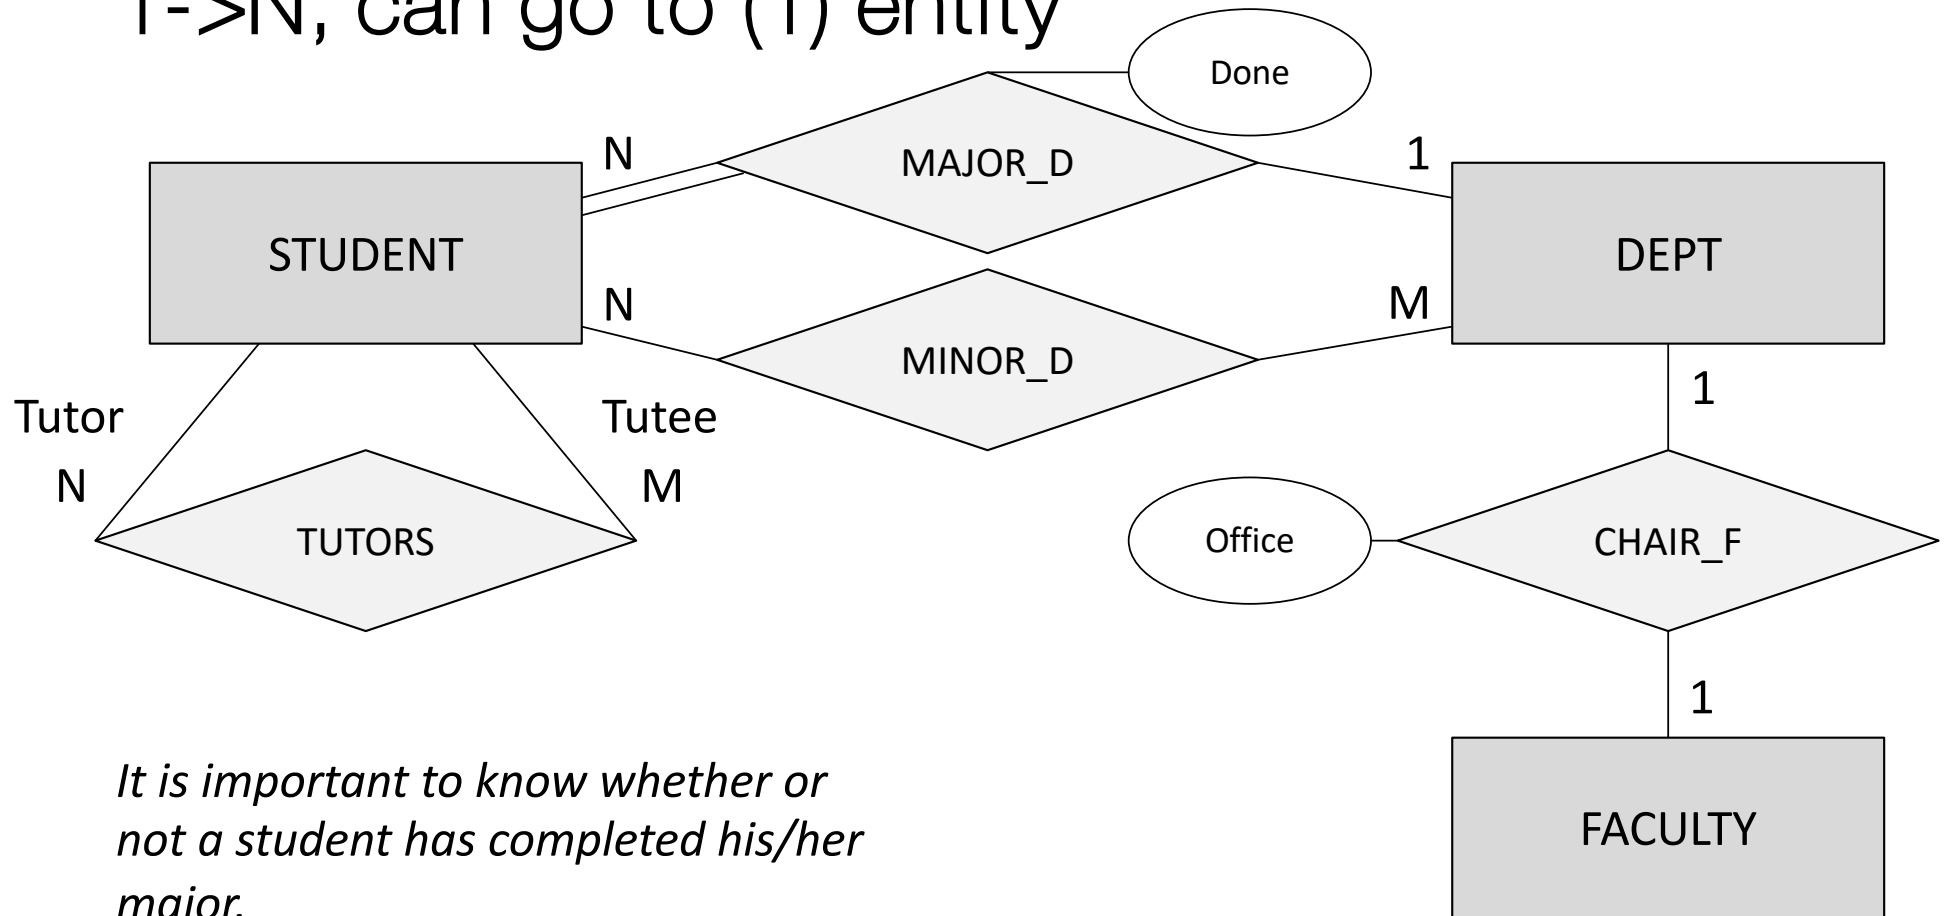 1->N, can go to (1) entity
Done
N
MAJOR_D
1
STUDENT
DEPT
N
MINOR_D
M
1
Tutor
Tutee
N
M
TUTORS
Office
CHAIR_F
1
It is important to know whether or
not a student has completed his/her
major.
FACULTY